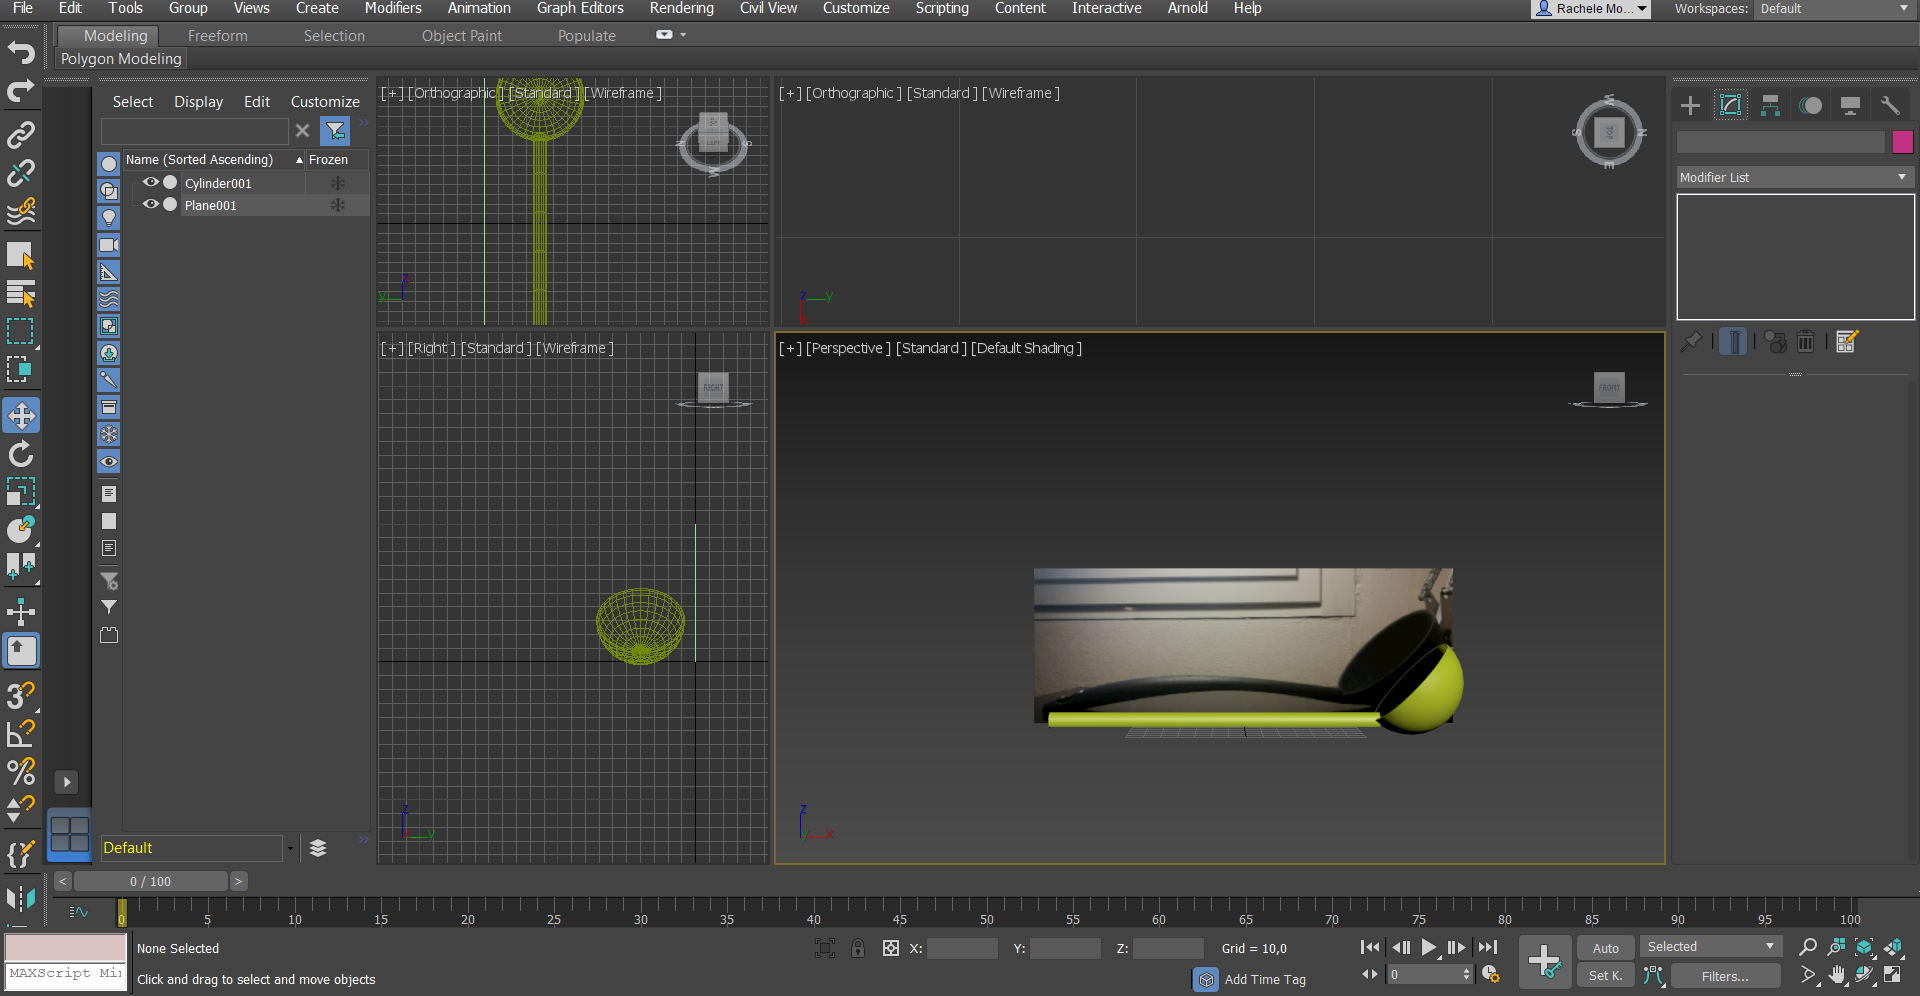 File Edit Tools Group Views Create Modifiers Animation Graph Editors Rendering Civil View Customize Scripting Content Interactive Arnold Help Rachele Mo... Workspaces: Default
Modeling Freeform Selection Object Paint Populate
Polygon Modeling
Select Display Edit Customize
Name (Sorted Ascending) Frozen
Cylinder001
Plane001
[+] [Orthographic] [Standard] [Wireframe]
[+] [Orthographic] [Standard] [Wireframe]
LEFT
N S W
W S N E
TOP
z y
z y
Modifier List
[+] [Right] [Standard] [Wireframe]
RIGHT
z y
[+] [Perspective] [Standard] [Default Shading]
FRONT
z y x
Default
< 0 / 100 >
0 5 10 15 20 25 30 35 40 45 50 55 60 65 70 75 80 85 90 95 100
None Selected
X: Y: Z: Grid = 10,0
Auto Selected
MAXScript Mi
Click and drag to select and move objects
Add Time Tag
0
Set K. Filters...